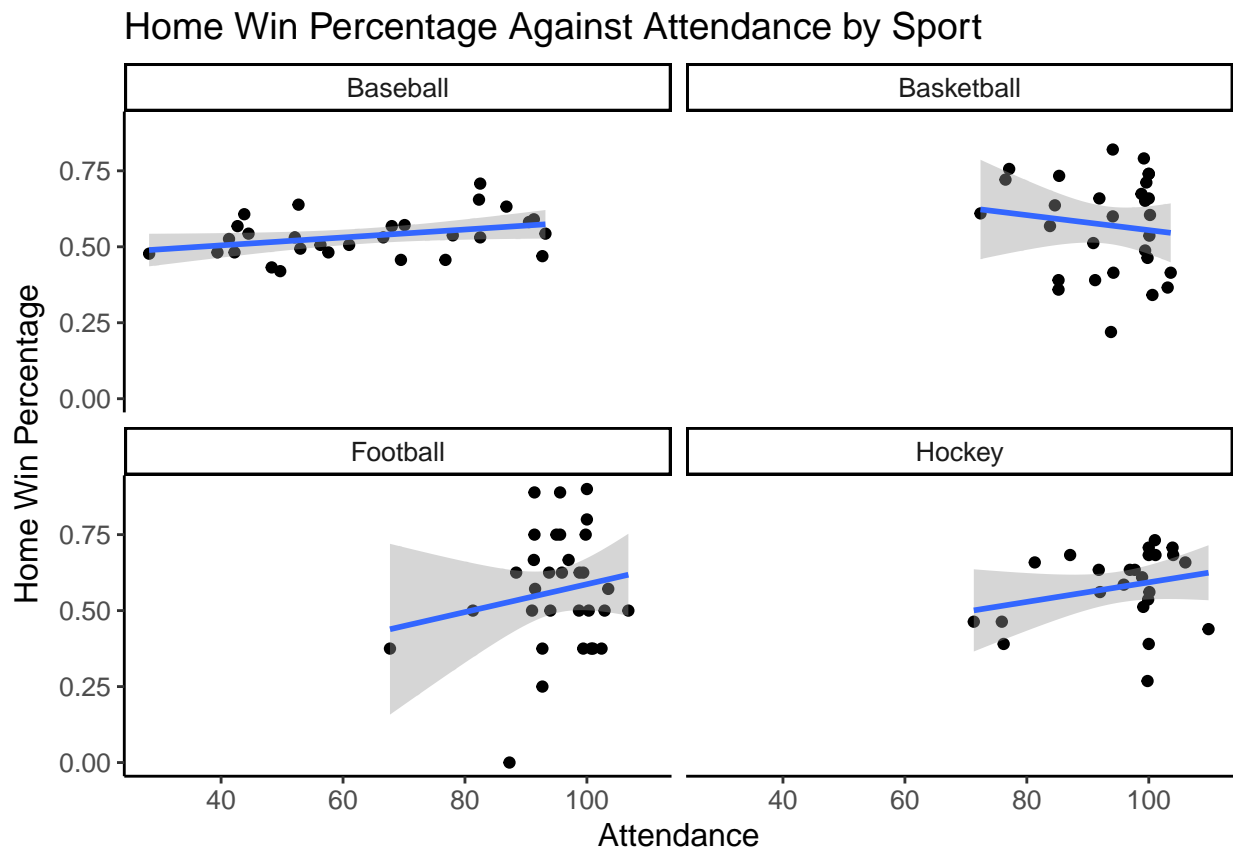 Home Win Percentage Against Attendance by Sport
Baseball
Basketball
0.75
0.50
0.25
0.00
Football
Hockey
0.75
0.50
0.25
0.00
40 60 80 100
40 60 80 100
Attendance
Home Win Percentage